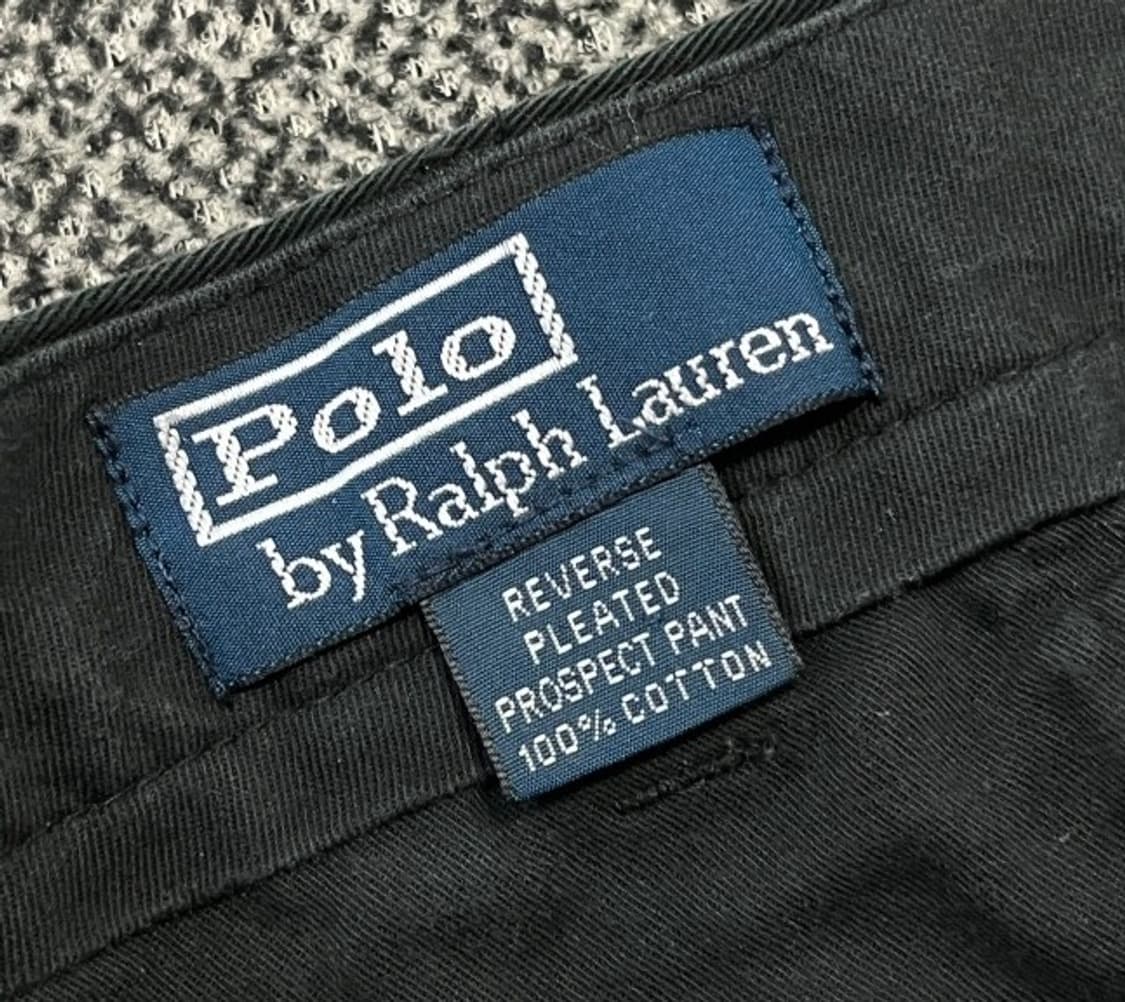 Polo
by Ralph Lauren
REVERSE
PLEATED
PROSPECT PANT
100% COTTON